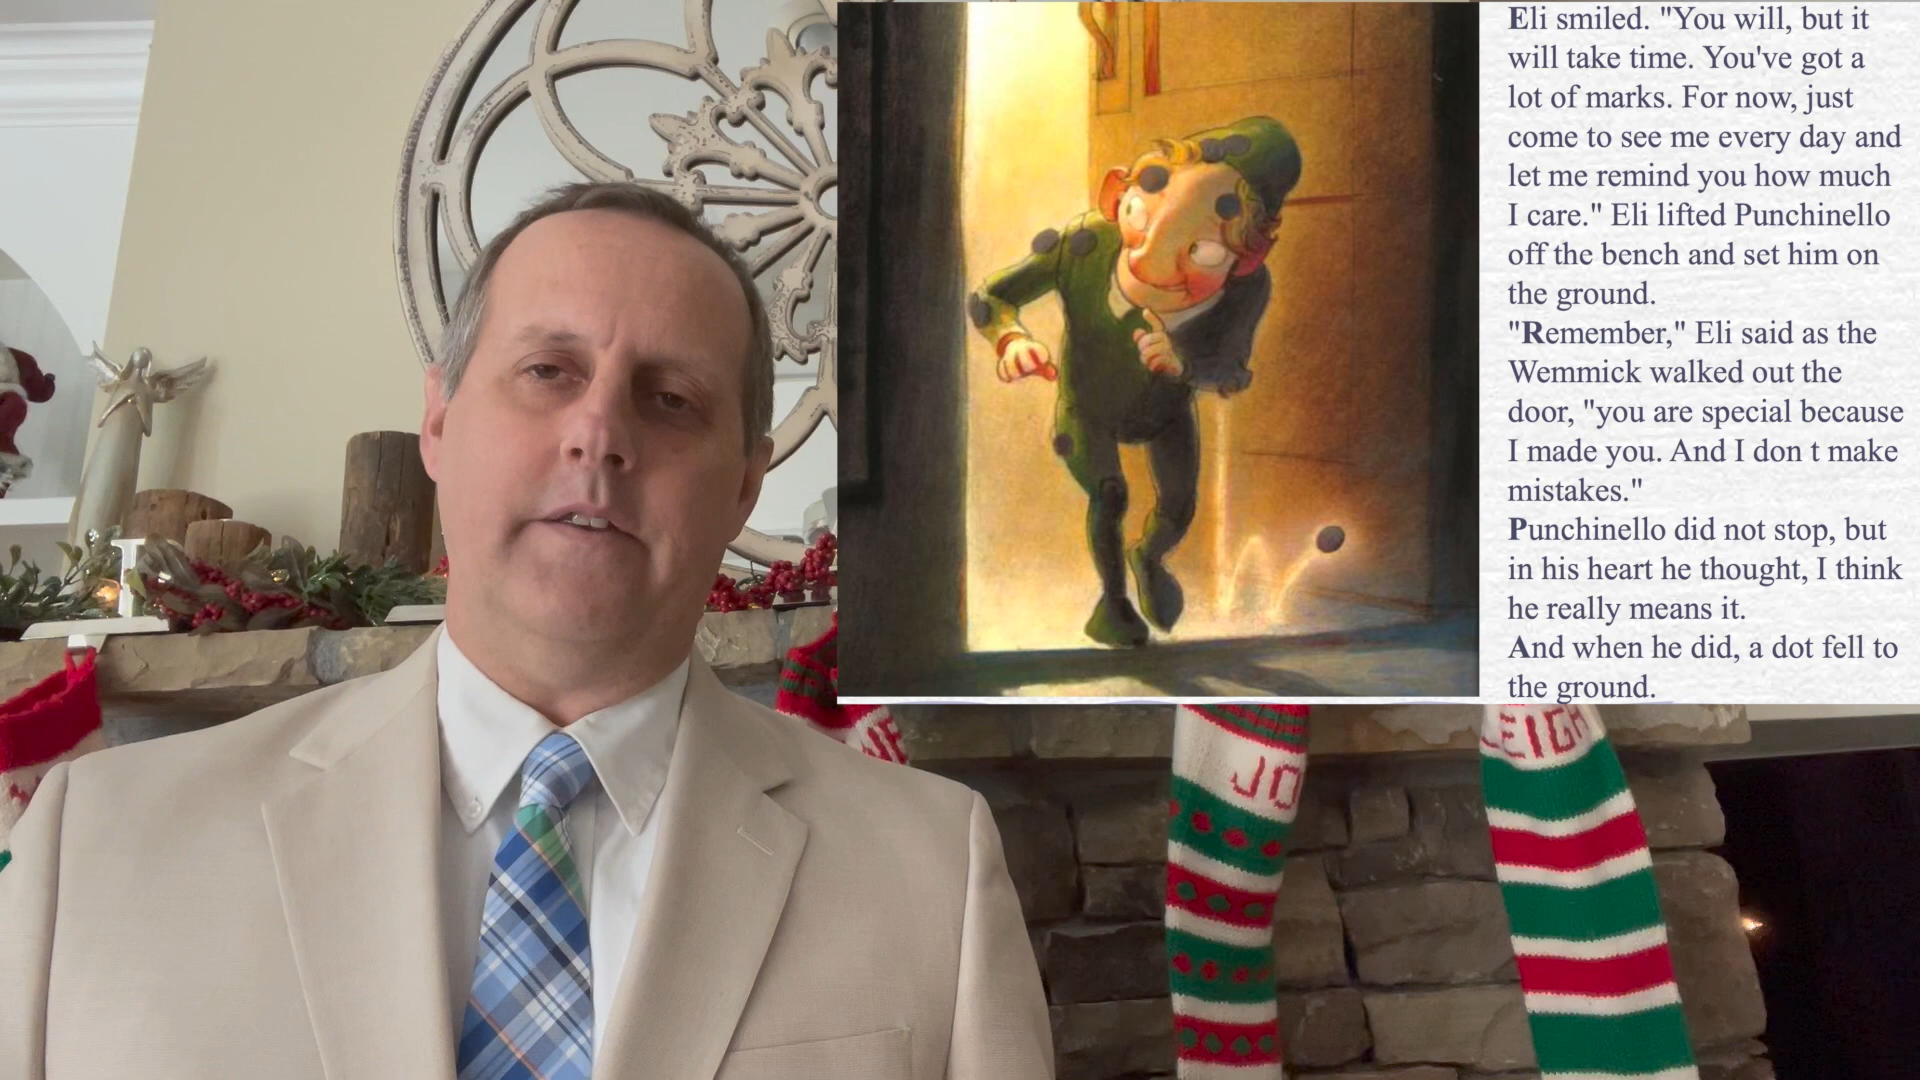 Eli smiled. "You will, but it
will take time. You've got a
lot of marks. For now, just
come to see me every day and
let me remind you how much
I care." Eli lifted Punchinello
off the bench and set him on
the ground.
"Remember," Eli said as the
Wemmick walked out the
door, "you are special because
I made you. And I don t make
mistakes."
Punchinello did not stop, but
in his heart he thought, I think
he really means it.
And when he did, a dot fell to
the ground.
JO
LEIGH